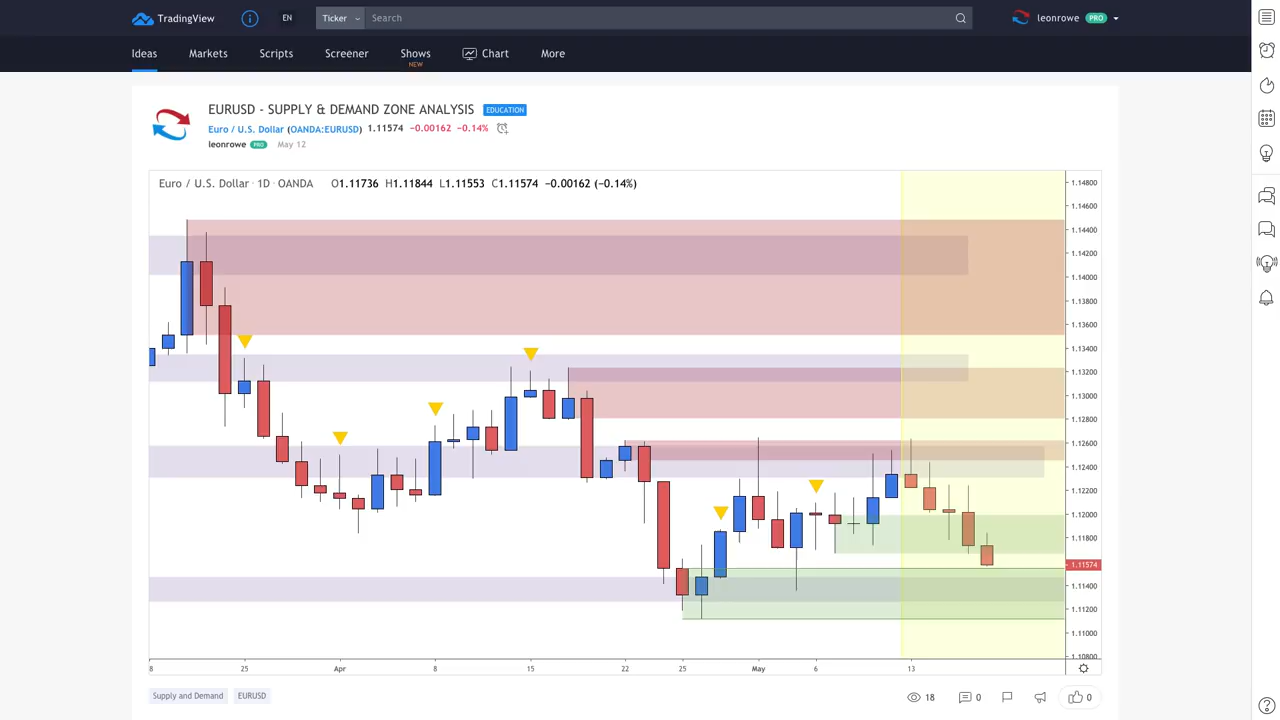 TradingView
EN
Ticker
Search
leonrowe PRO
Ideas
Markets
Scripts
Screener
Shows
NEW
Chart
More
EURUSD - SUPPLY & DEMAND ZONE ANALYSIS
EDUCATION
Euro / U.S. Dollar (OANDA:EURUSD) 1.11574 −0.00162 −0.14%
leonrowe PRO May 12
Euro / U.S. Dollar · 1D · OANDA O1.11736 H1.11844 L1.11553 C1.11574 −0.00162 (−0.14%)
1.14800
1.14600
1.14400
1.14200
1.14000
1.13800
1.13600
1.13400
1.13200
1.13000
1.12800
1.12600
1.12400
1.12200
1.12000
1.11800
1.11574
1.11400
1.11200
1.11000
1.10800
8 25 Apr 8 15 22 25 May 6 13
Supply and Demand
EURUSD
18
0
0